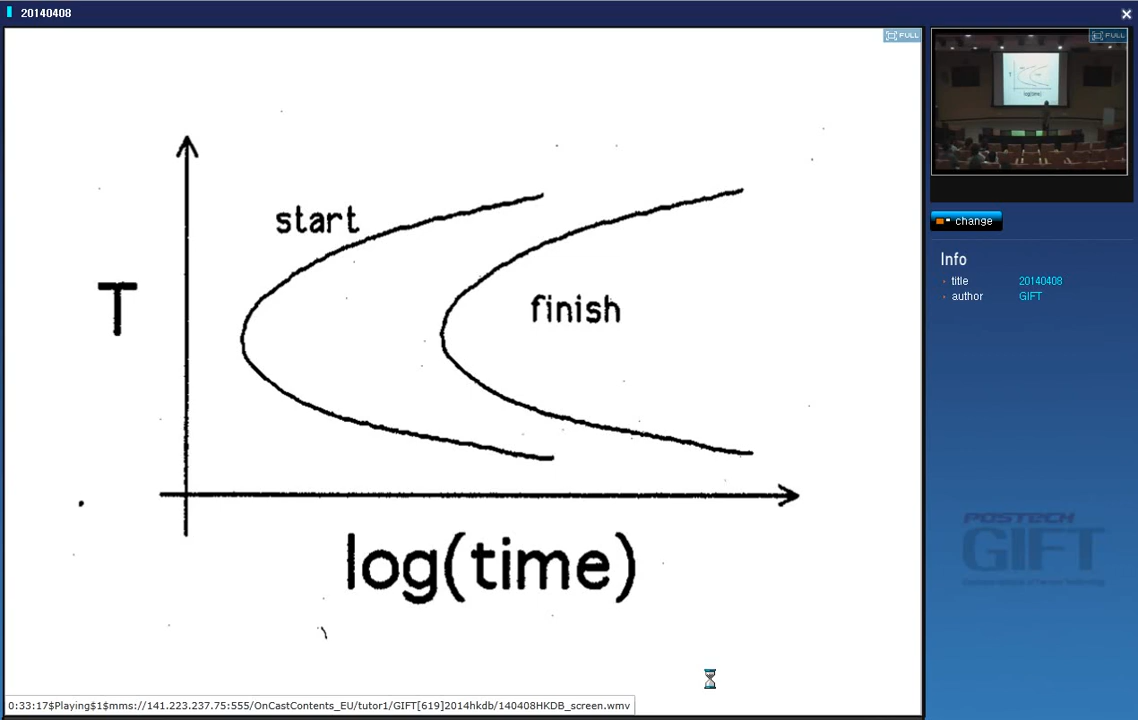 20140408
FULL
FULL
start
T
finish
log(time)
change
Info
title 20140408
author GIFT
POSTECH
GIFT
0:33:17$Playing$1$mms://141.223.237.75:555/OnCastContents_EU/tutor1/GIFT[619]2014hkdb/140408HKDB_screen.wmv